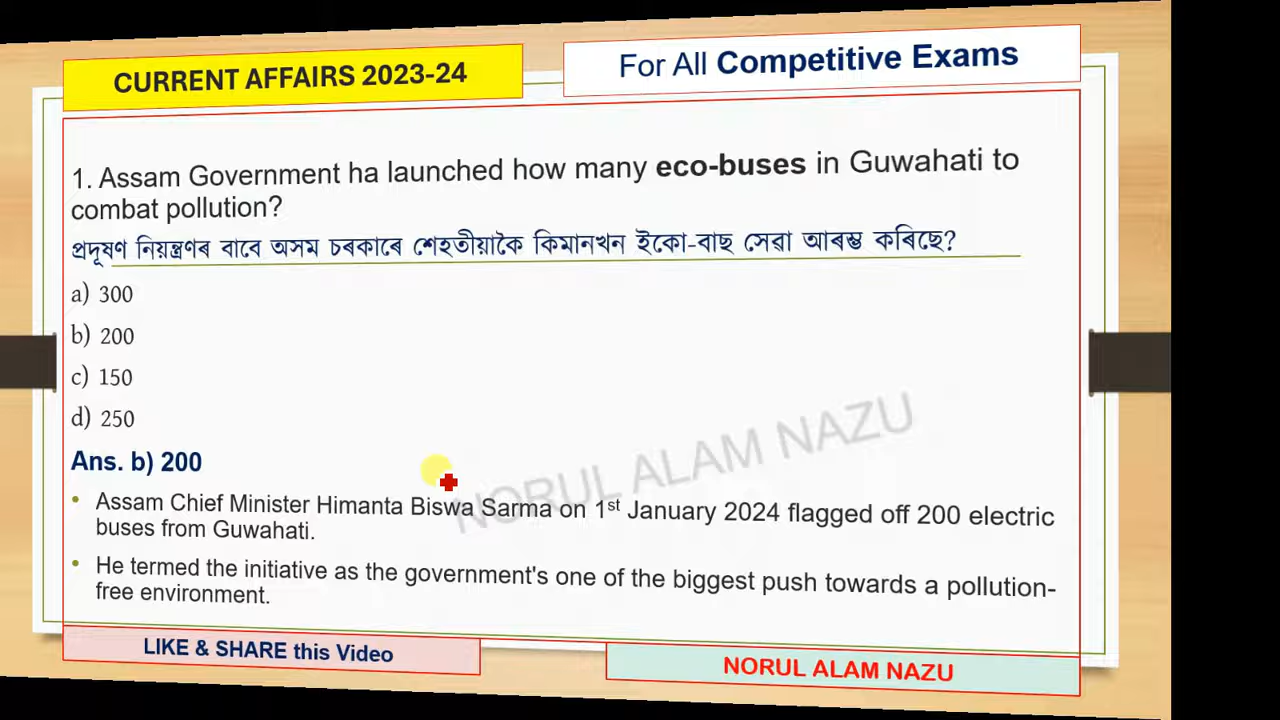 CURRENT AFFAIRS 2023-24
For All Competitive Exams
1. Assam Government ha launched how many eco-buses in Guwahati to
combat pollution?
প্ৰদূষণ নিয়ন্ত্ৰণৰ বাবে অসম চৰকাৰে শেহতীয়াকৈ কিমানখন ইকো-বাছ সেৱা আৰম্ভ কৰিছে?
a) 300
b) 200
c) 150
d) 250
Ans. b) 200
• Assam Chief Minister Himanta Biswa Sarma on 1st January 2024 flagged off 200 electric
buses from Guwahati.
• He termed the initiative as the government's one of the biggest push towards a pollution-
free environment.
NORUL ALAM NAZU
LIKE & SHARE this Video
NORUL ALAM NAZU